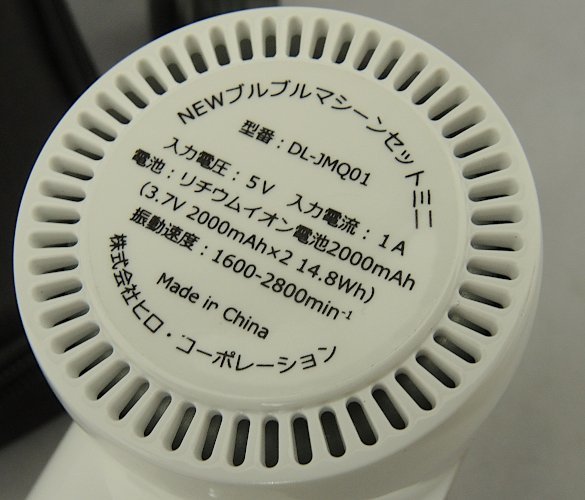 NEWブルブルマシーンセットミニ
型番：DL-JMQ01
入力電圧：5V 入力電流：1A
電池：リチウムイオン電池2000mAh
(3.7V 2000mAh×2 14.8Wh)
振動速度：1600-2800min-1
Made in China
株式会社ヒロ・コーポレーション